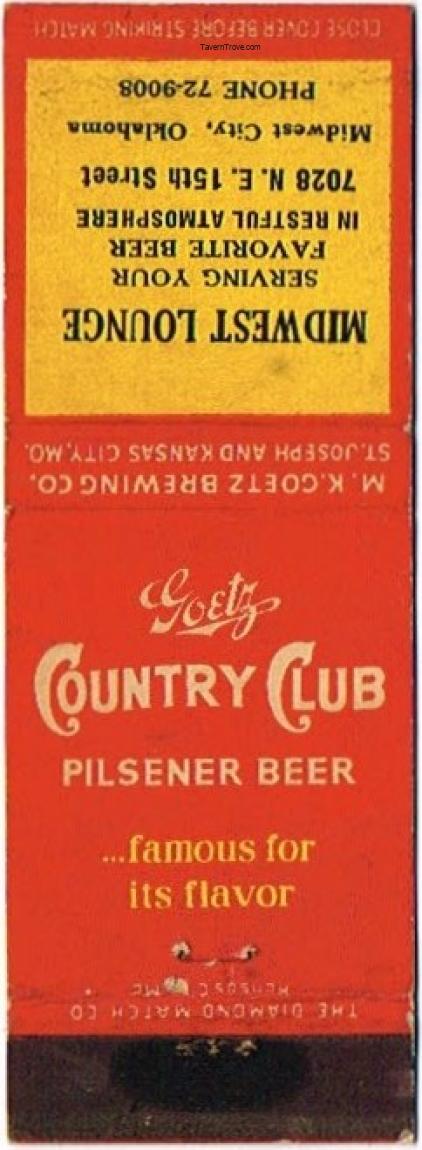 CLOSE COVER BEFORE STRIKING MATCH
TavernTrove.com
MIDWEST LOUNGE
SERVING YOUR
FAVORITE BEER
IN RESTFUL ATMOSPHERE
7028 N. E. 15th Street
Midwest City, Oklahoma
PHONE 72-9008
M. K. GOETZ BREWING CO.
ST. JOSEPH AND KANSAS CITY, MO.
Goetz
COUNTRY CLUB
PILSENER BEER
...famous for
its flavor
THE DIAMOND MATCH CO